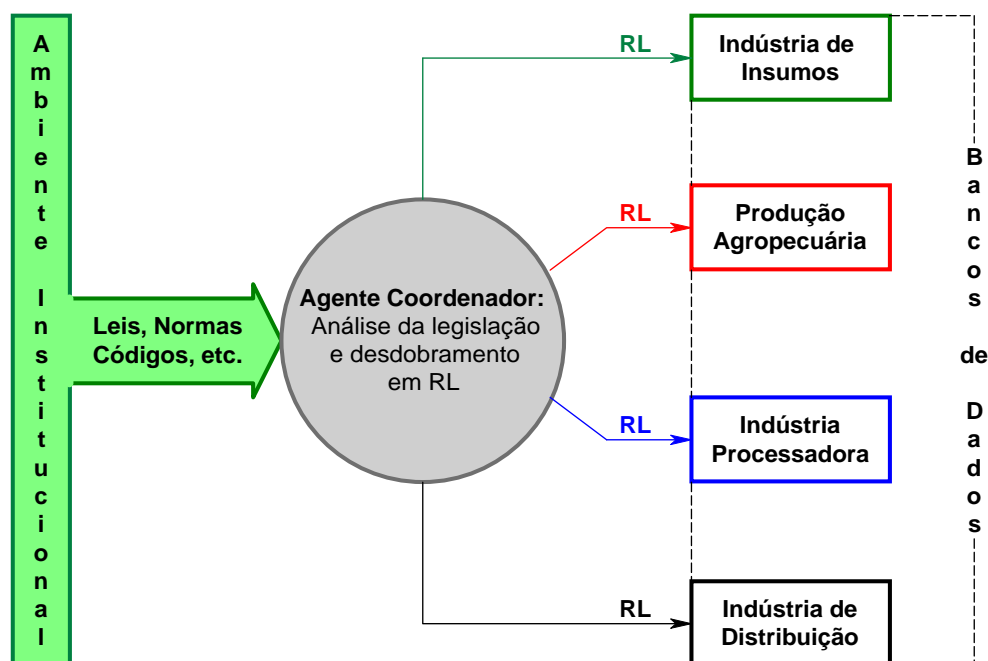 Ambiente Institucional
Leis, Normas
Códigos, etc.
Agente Coordenador:
Análise da legislação
e desdobramento
em RL
RL
Indústria de
Insumos
RL
Produção
Agropecuária
RL
Indústria
Processadora
RL
Indústria de
Distribuição
Bancos de Dados